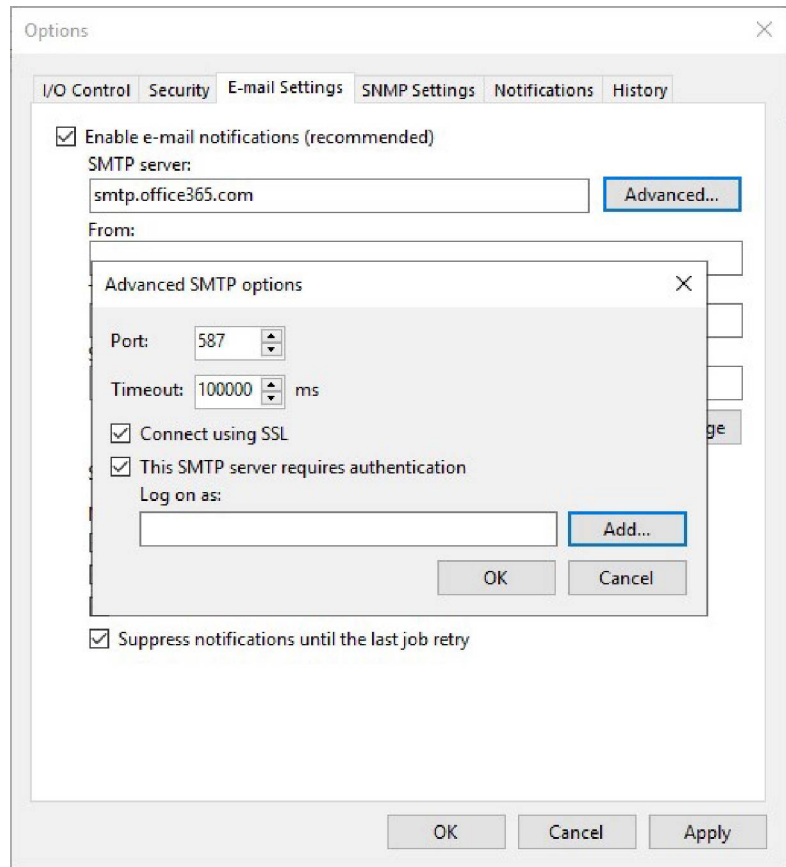 Options
I/O Control Security E-mail Settings SNMP Settings Notifications History
Enable e-mail notifications (recommended)
SMTP server:
smtp.office365.com Advanced...
From:
Advanced SMTP options
Port: 587
Timeout: 100000 ms
Connect using SSL
ge
This SMTP server requires authentication
Log on as:
Add...
OK Cancel
Suppress notifications until the last job retry
OK Cancel Apply